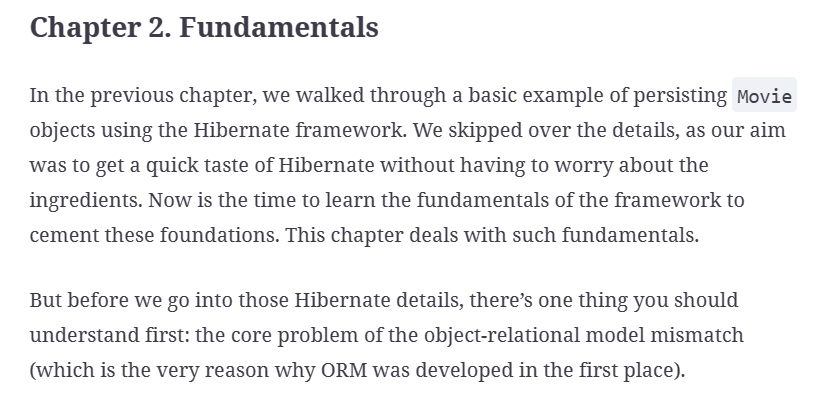 Chapter 2. Fundamentals
In the previous chapter, we walked through a basic example of persisting Movie
objects using the Hibernate framework. We skipped over the details, as our aim
was to get a quick taste of Hibernate without having to worry about the
ingredients. Now is the time to learn the fundamentals of the framework to
cement these foundations. This chapter deals with such fundamentals.
But before we go into those Hibernate details, there’s one thing you should
understand first: the core problem of the object-relational model mismatch
(which is the very reason why ORM was developed in the first place).